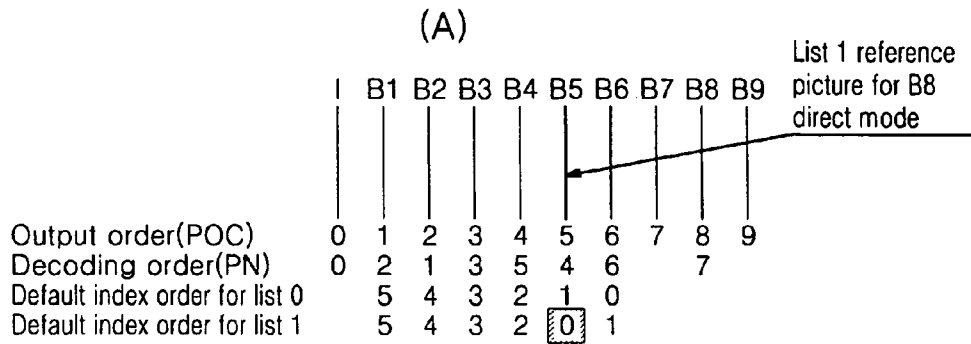 (A)
List 1 reference
picture for B8
direct mode
I B1 B2 B3 B4 B5 B6 B7 B8 B9
Output order(POC) 0 1 2 3 4 5 6 7 8 9
Decoding order(PN) 0 2 1 3 5 4 6 7
Default index order for list 0 5 4 3 2 1 0
Default index order for list 1 5 4 3 2 0 1